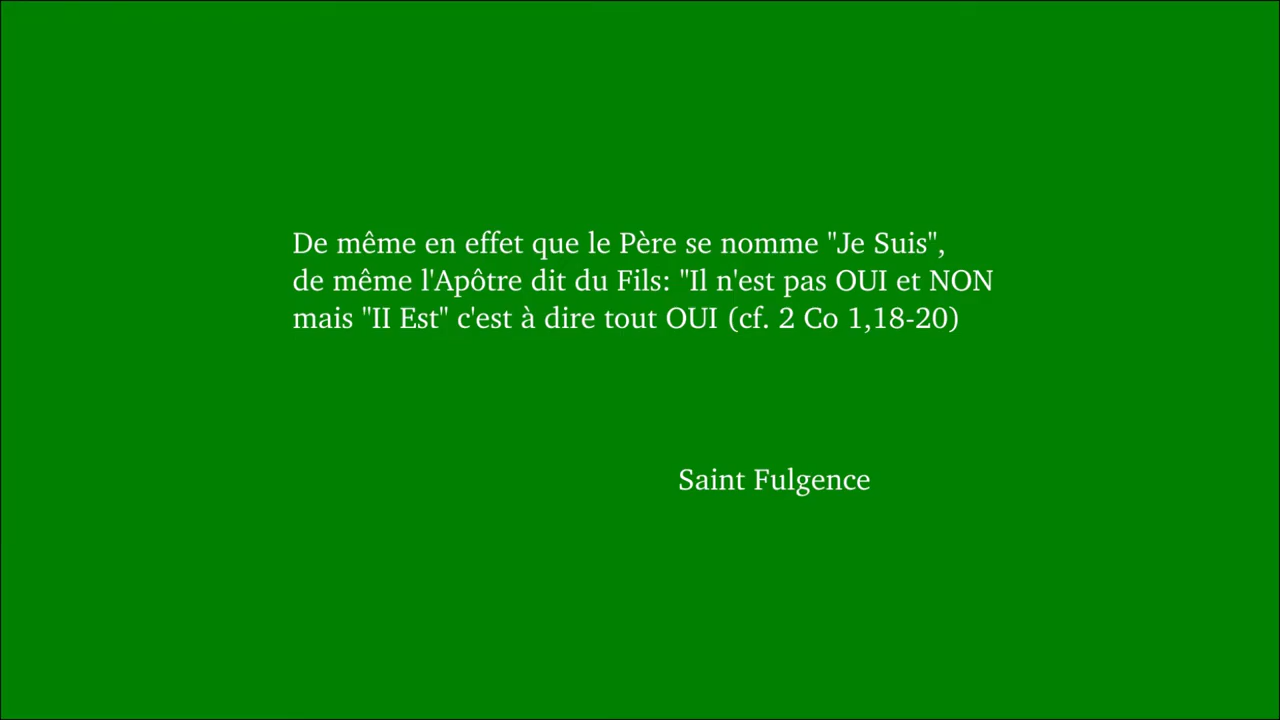 De même en effet que le Père se nomme "Je Suis",
de même l'Apôtre dit du Fils: "Il n'est pas OUI et NON
mais "II Est" c'est à dire tout OUI (cf. 2 Co 1,18-20)
Saint Fulgence